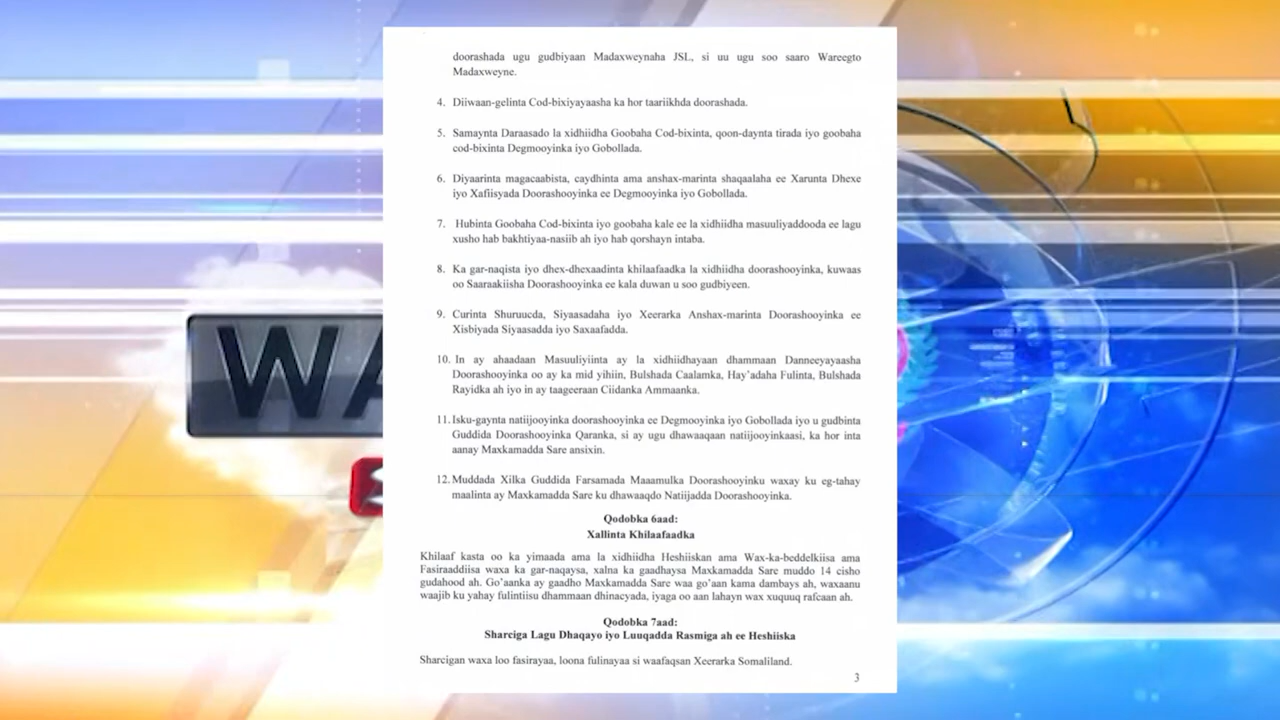 doorashada ugu gudbiyaan Madaxweynaha JSL, si uu ugu soo saaro Wareegto
Madaxweyne.
4. Diiwaan-gelinta Cod-bixiyayaasha ka hor taariikhda doorashada.
5. Samaynta Daraasado la xidhiidha Goobaha Cod-bixinta, qoon-daynta tirada iyo goobaha
cod-bixinta Degmooyinka iyo Gobollada.
6. Diyaarinta magacaabista, caydhinta ama anshax-marinta shaqaalaha ee Xarunta Dhexe
iyo Xafiisyada Doorashooyinka ee Degmooyinka iyo Gobollada.
7. Hubinta Goobaha Cod-bixinta iyo goobaha kale ee la xidhiidha masuuliyaddooda ee lagu
xusho hab bakhtiyaa-nasiib ah iyo hab qorshayn intaba.
8. Ka gar-naqista iyo dhex-dhexaadinta khilaafaadka la xidhiidha doorashooyinka, kuwaas
oo Saaraakiisha Doorashooyinka ee kala duwan u soo gudbiyeen.
9. Curinta Shuruucda, Siyaasadaha iyo Xeerarka Anshax-marinta Doorashooyinka ee
Xisbiyada Siyaasadda iyo Saxaafadda.
10. In ay ahaadaan Masuuliyiinta ay la xidhiidhayaan dhammaan Danneeyayaasha
Doorashooyinka oo ay ka mid yihiin, Bulshada Caalamka, Hay'adaha Fulinta, Bulshada
Rayidka ah iyo in ay taageeraan Ciidanka Ammaanka.
11. Isku-gaynta natiijooyinka doorashooyinka ee Degmooyinka iyo Gobollada iyo u gudbinta
Guddida Doorashooyinka Qaranka, si ay ugu dhawaaqaan natiijooyinkaasi, ka hor inta
aanay Maxkamadda Sare ansixin.
12. Muddada Xilka Guddida Farsamada Maaamulka Doorashooyinku waxay ku eg-tahay
maalinta ay Maxkamadda Sare ku dhawaaqdo Natiijadda Doorashooyinka.
Qodobka 6aad:
Xallinta Khilaafaadka
Khilaaf kasta oo ka yimaada ama la xidhiidha Heshiiskan ama Wax-ka-beddelkiisa ama
Fasiraaddiisa waxa ka gar-naqaysa, xalna ka gaadhaysa Maxkamadda Sare muddo 14 cisho
gudahood ah. Go'aanka ay gaadho Maxkamadda Sare waa go'aan kama dambays ah, waxaanu
waajib ku yahay fulintiisu dhammaan dhinacyada, iyaga oo aan lahayn wax xuquuq rafcaan ah.
Qodobka 7aad:
Sharciga Lagu Dhaqayo iyo Luuqadda Rasmiga ah ee Heshiiska
Sharcigan waxa loo fasirayaa, loona fulinayaa si waafaqsan Xeerarka Somaliland.
3
WA